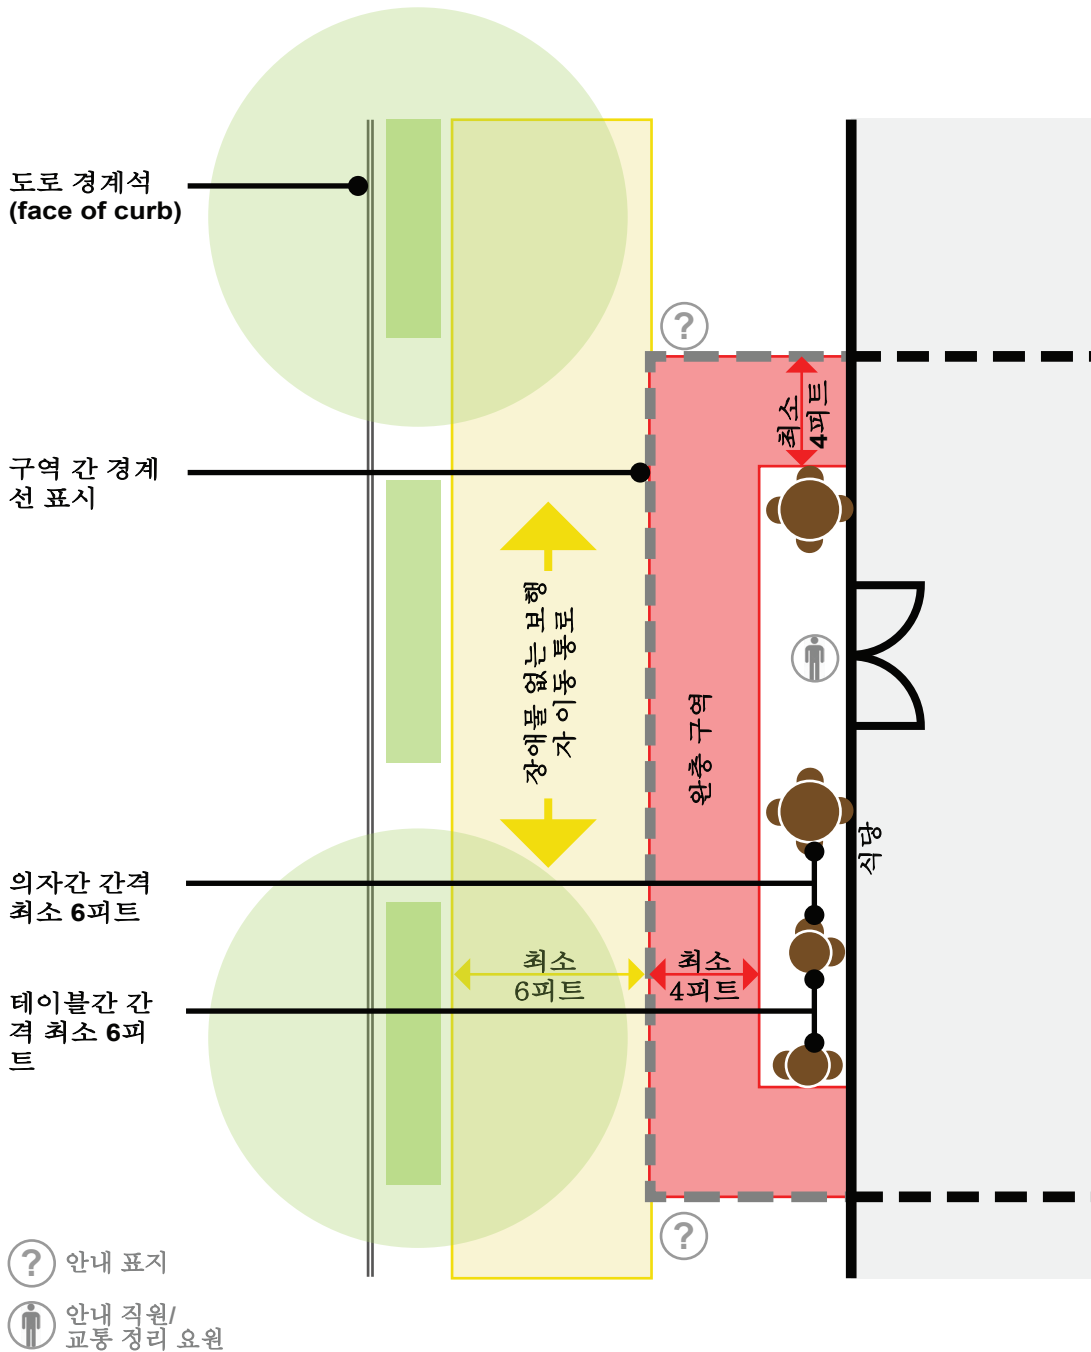 도로 경계석
(face of curb)
?
최소
4피트
구역 간 경계
선 표시
장애물 없는 보행
자 이동 통로
완충 구역
식당
의자간 간격
최소 6피트
최소
6피트
최소
4피트
테이블간 간
격 최소 6피
트
?
? 안내 표지
안내 직원/
교통 정리 요원